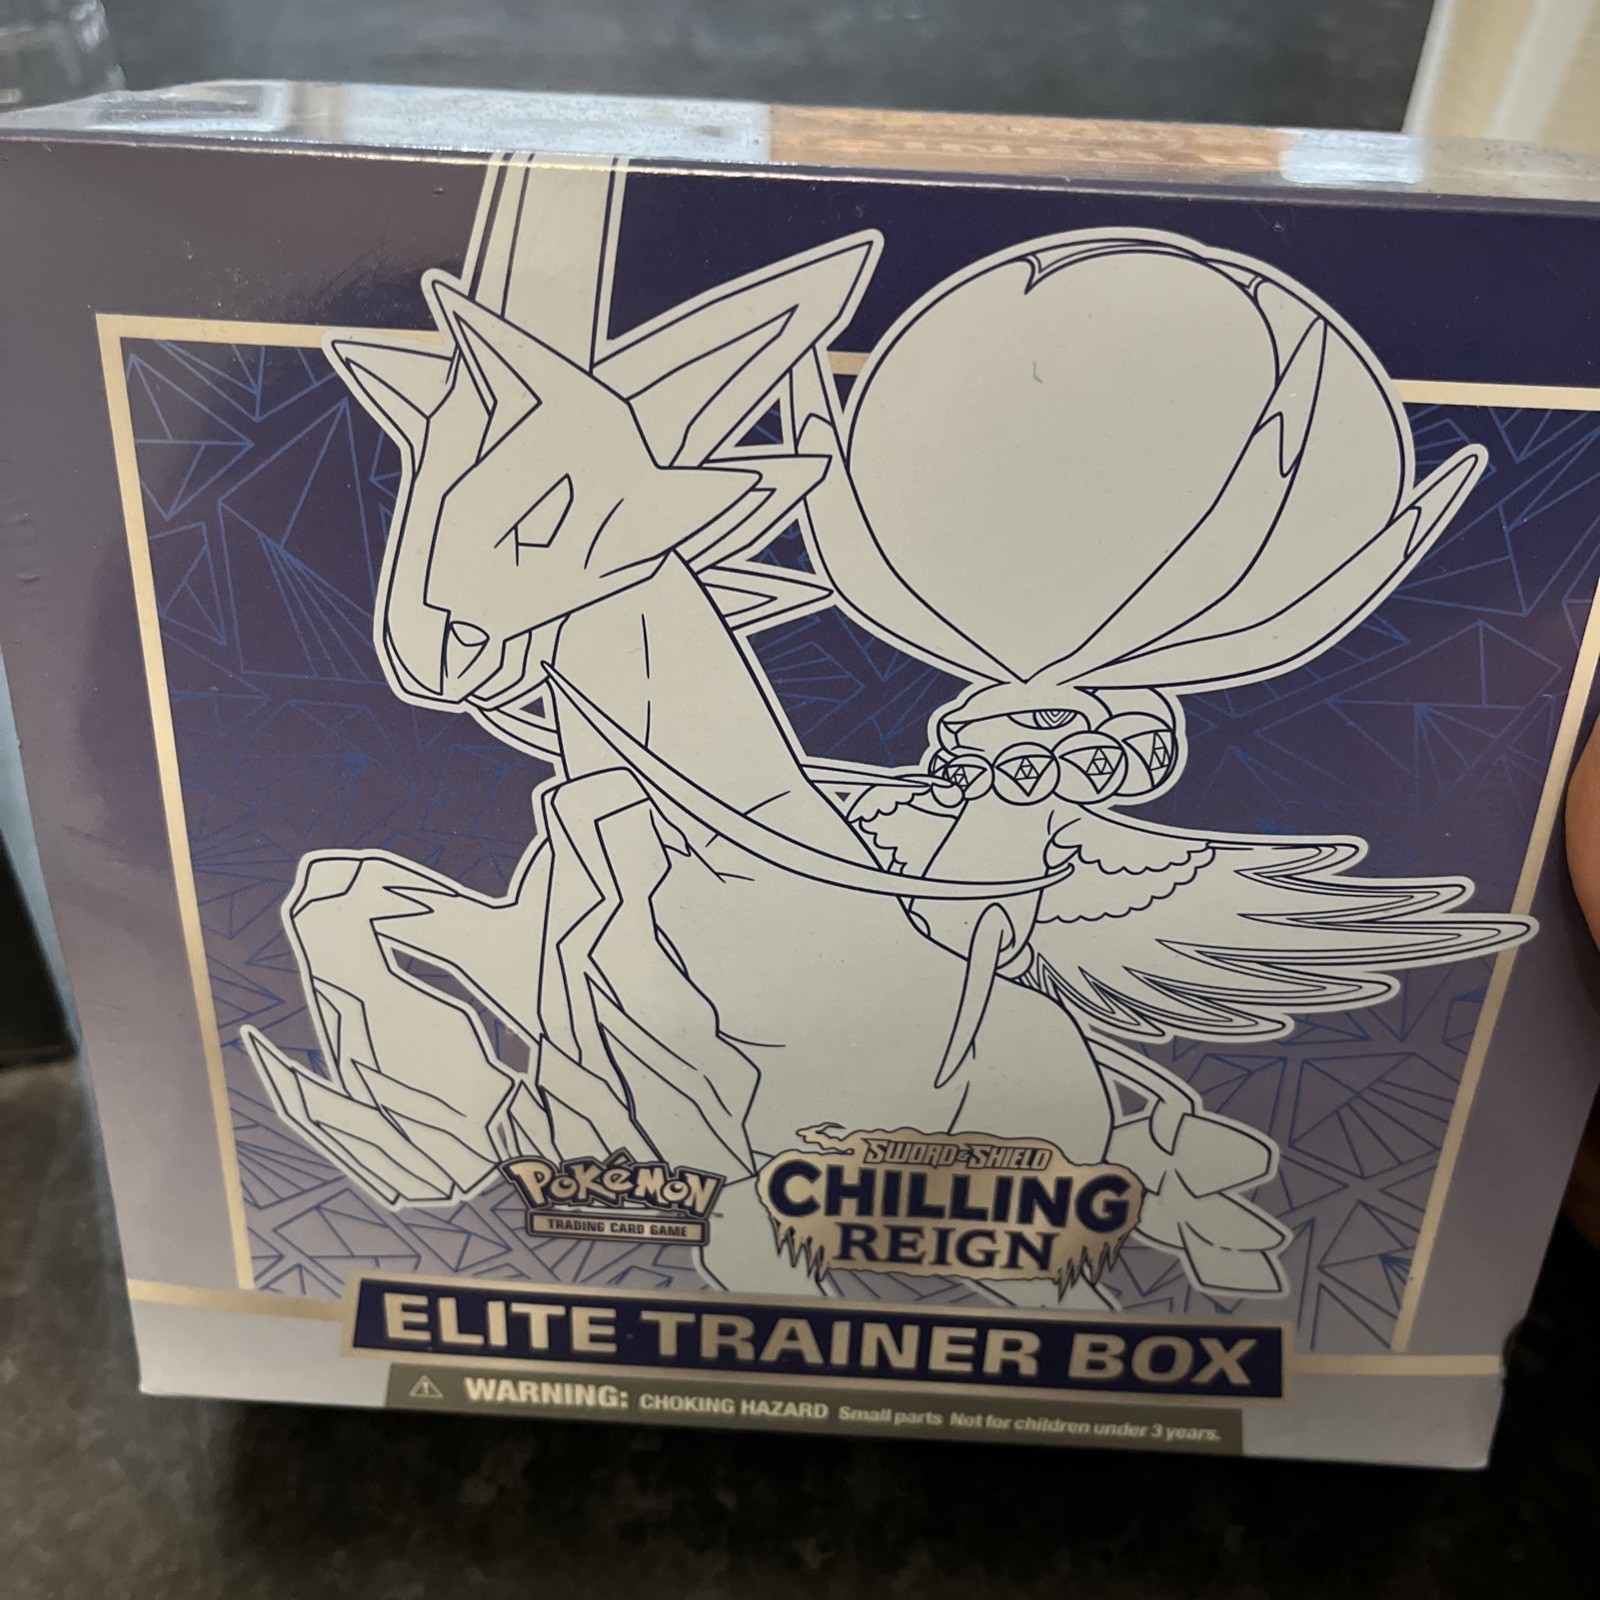 POKéMON
TRADING CARD GAME
SWORD & SHIELD
CHILLING
REIGN
ELITE TRAINER BOX
WARNING: CHOKING HAZARD Small parts Not for children under 3 years.